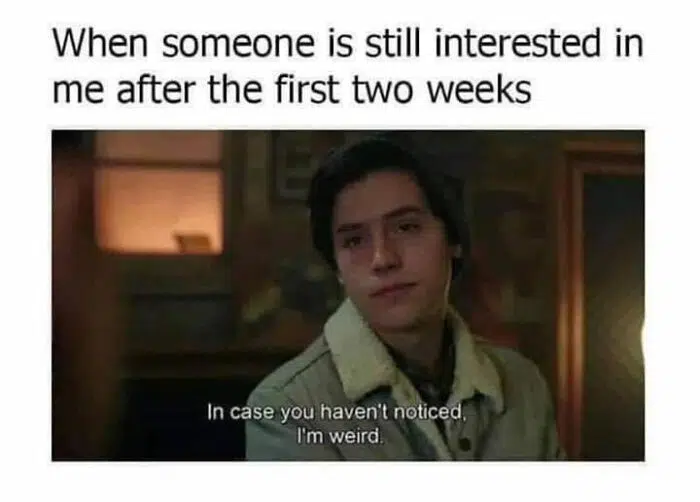 When someone is still interested in
me after the first two weeks
In case you haven't noticed,
I'm weird.